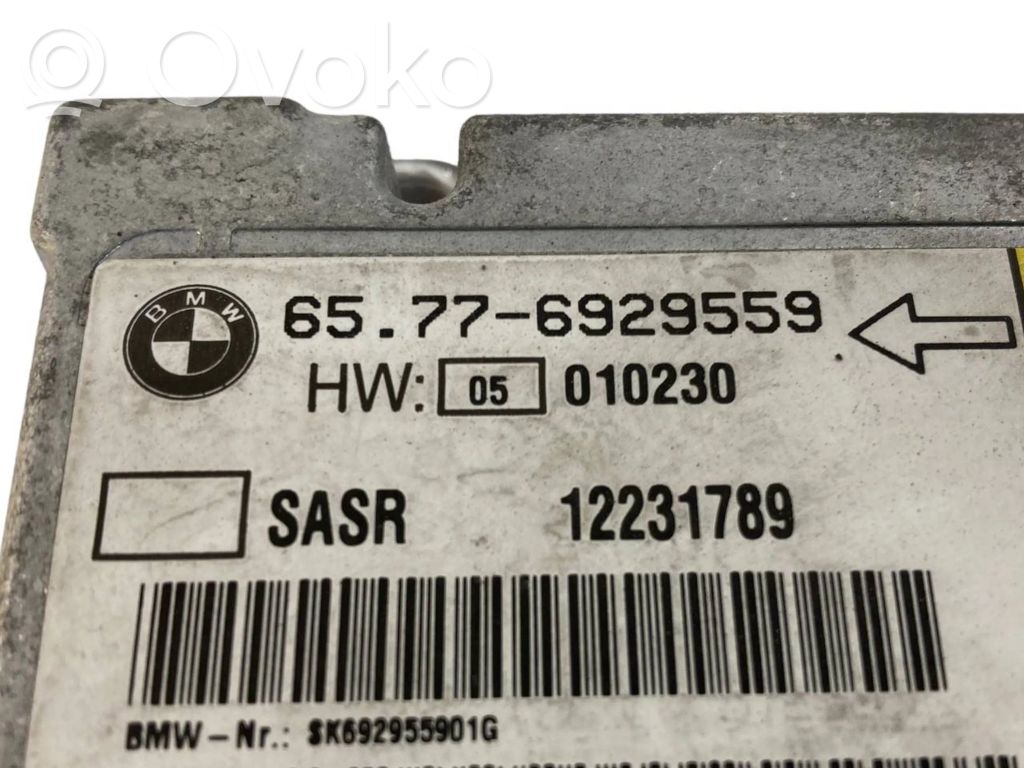 Ovoko
BMW
65.77-6929559
HW: 05 010230
SASR 12231789
BMW-Nr.: SK692955901G